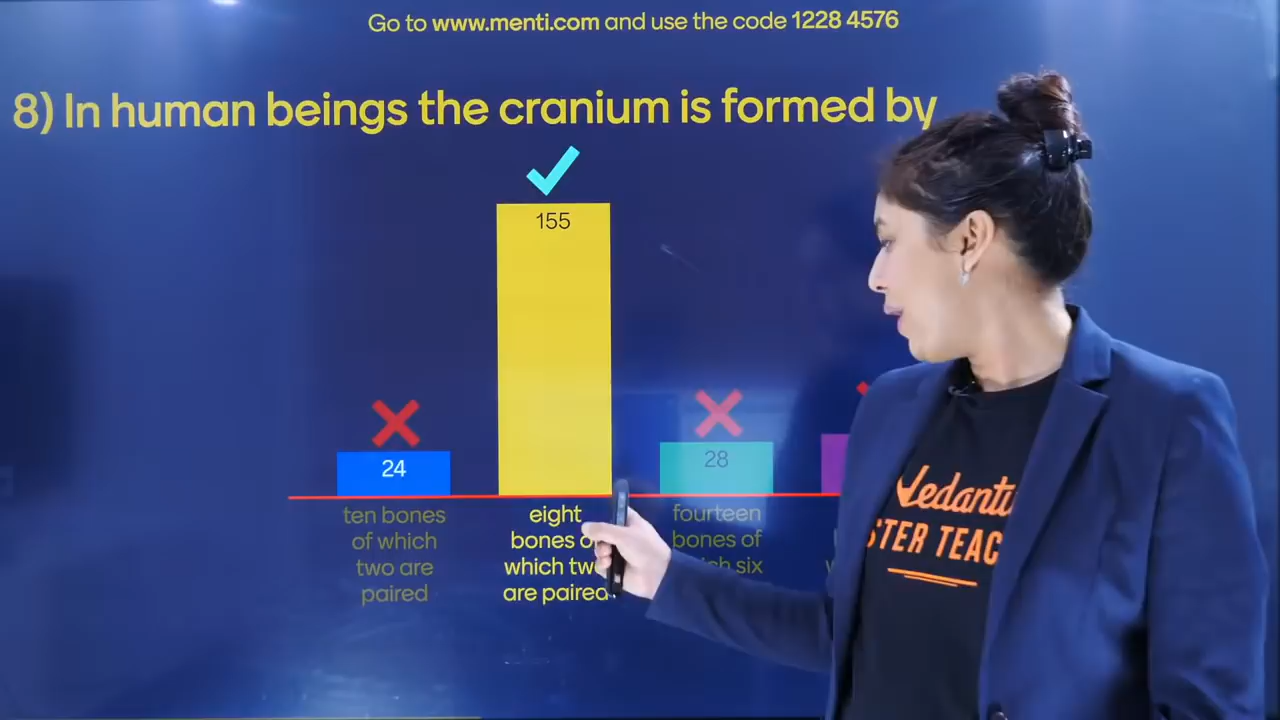 Go to www.menti.com and use the code 1228 4576
8) In human beings the cranium is formed by
155
24
28
ten bones
of which
two are
paired
eight
bones
which
are paired
fourteen
bones of
six
Vedantu
TEAC